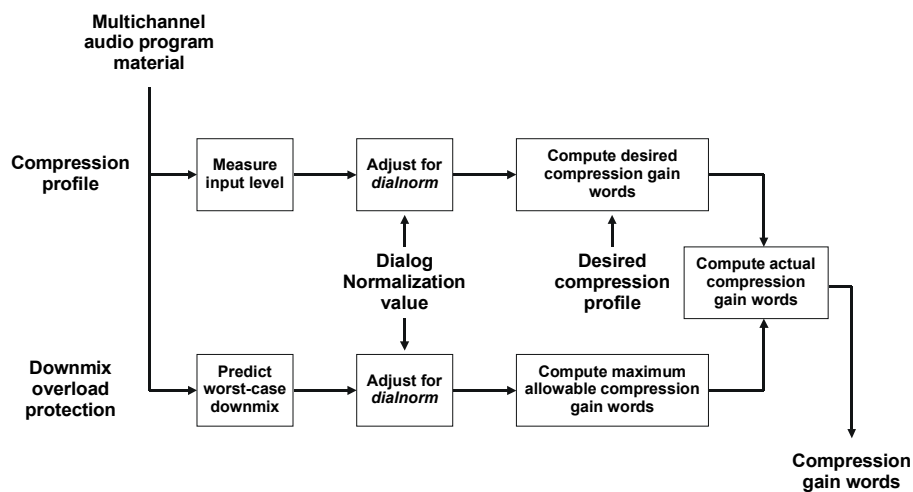 Multichannel
audio program
material
Compression
profile
Measure
input level
Adjust for
dialnorm
Compute desired
compression gain
words
Dialog
Normalization
value
Desired
compression
profile
Compute actual
compression
gain words
Downmix
overload
protection
Predict
worst-case
downmix
Adjust for
dialnorm
Compute maximum
allowable compression
gain words
Compression
gain words